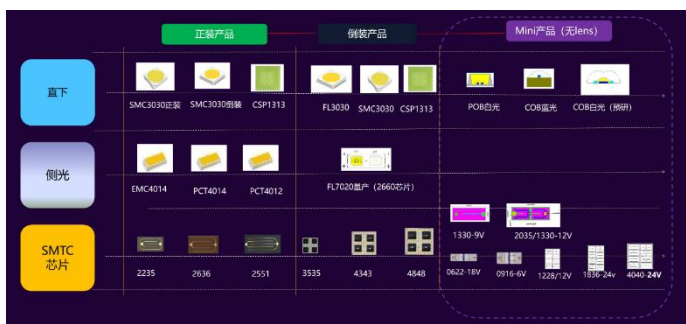 正装产品
倒装产品
Mini产品（无lens）
直下
SMC3030正装
SMC3030倒装
CSP1313
FL3030
SMC3030
CSP1313
POB白光
COB蓝光
COB白光（预研）
侧光
EMC4014
PCT4014
PCT4012
FL7020量产（2660芯片）
1330-9V
2035/1330-12V
SMTC
芯片
2235
2636
2551
3535
4343
4848
0622-18V
0916-6V
1228/12V
1836-24v
4040-24V